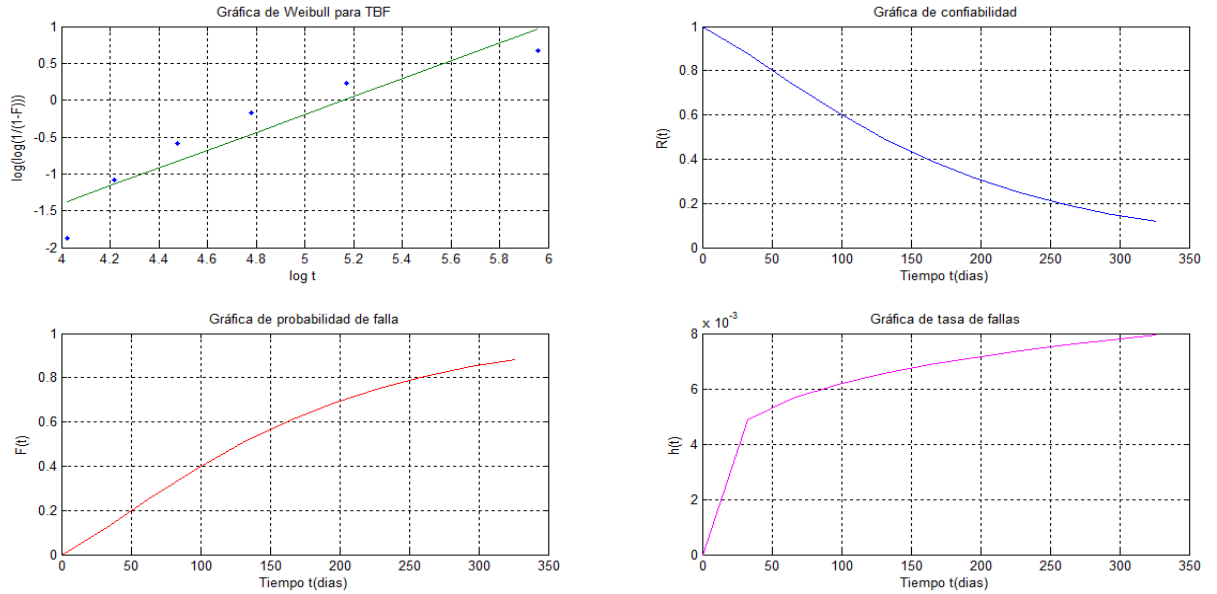 Gráfica de Weibull para TBF
1
0.5
0
-0.5
-1
-1.5
-2
log(log(1/(1-F)))
4 4.2 4.4 4.6 4.8 5 5.2 5.4 5.6 5.8 6
log t
Gráfica de confiabilidad
1
0.8
0.6
0.4
0.2
0
R(t)
0 50 100 150 200 250 300 350
Tiempo t(dias)
Gráfica de probabilidad de falla
1
0.8
0.6
0.4
0.2
0
F(t)
0 50 100 150 200 250 300 350
Tiempo t(dias)
x 10^-3
Gráfica de tasa de fallas
8
6
4
2
0
h(t)
0 50 100 150 200 250 300 350
Tiempo t(dias)